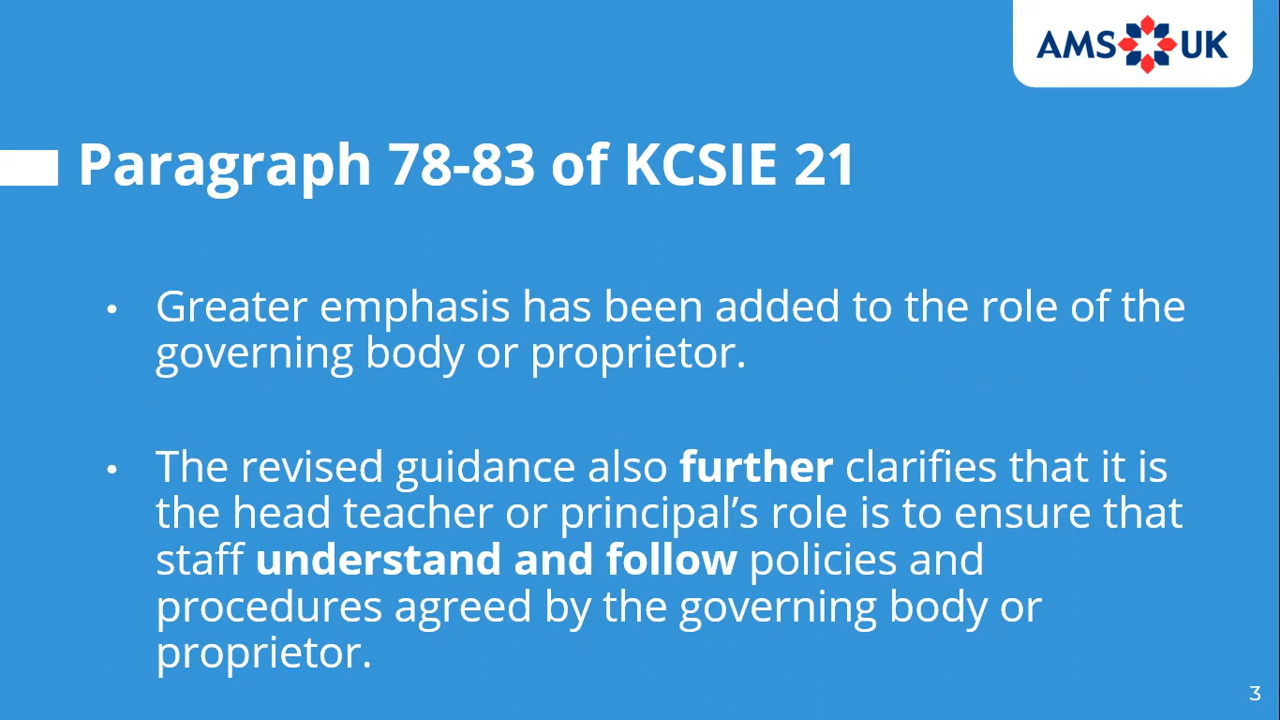 AMS UK
Paragraph 78-83 of KCSIE 21
• Greater emphasis has been added to the role of the
governing body or proprietor.
• The revised guidance also further clarifies that it is
the head teacher or principal’s role is to ensure that
staff understand and follow policies and
procedures agreed by the governing body or
proprietor.
3